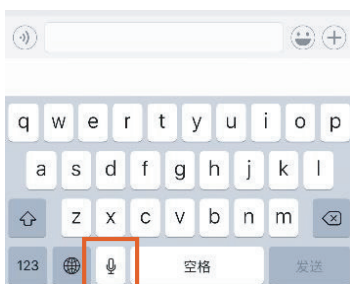 q w e r t y u i o p
a s d f g h j k l
z x c v b n m
123 空格 发送